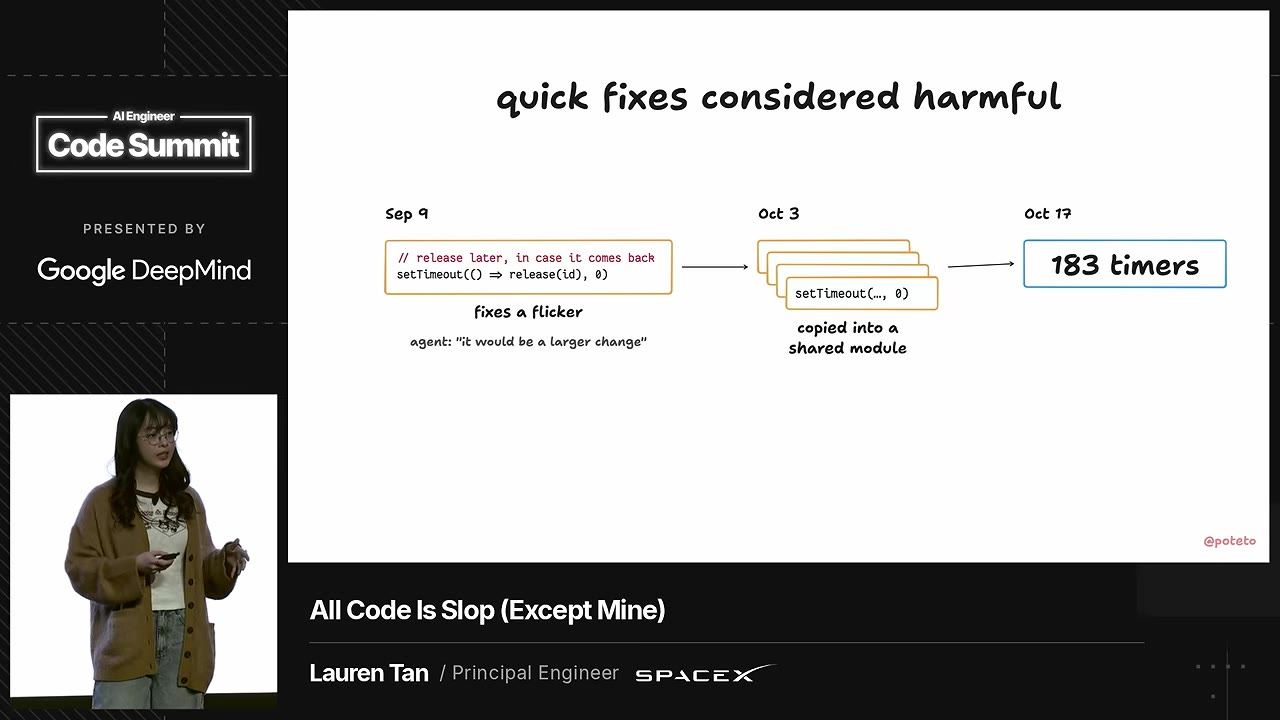 AI Engineer
Code Summit
PRESENTED BY
Google DeepMind
quick fixes considered harmful
Sep 9
// release later, in case it comes back
setTimeout(() => release(id), 0)
fixes a flicker
agent: "it would be a larger change"
Oct 3
setTimeout(…, 0)
copied into a
shared module
Oct 17
183 timers
@poteto
All Code Is Slop (Except Mine)
Lauren Tan / Principal Engineer SPACEX